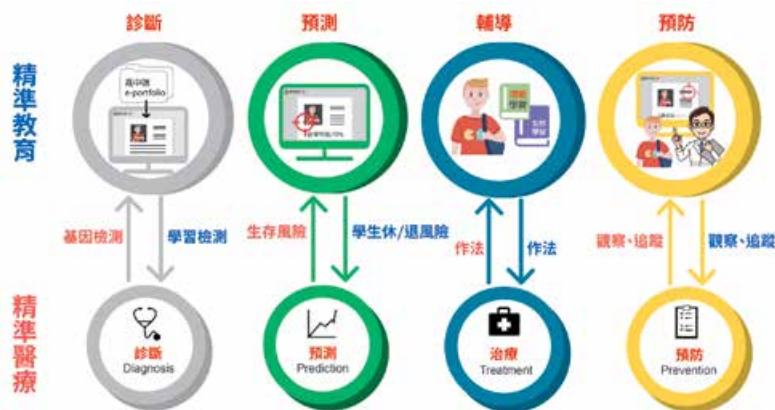 診斷
預測
輔導
預防
精準教育
高中端
e-portfolio
學習
基因檢測
學習檢測
生存風險
學生休/退風險
作法
作法
觀察、追蹤
觀察、追蹤
精準醫療
診斷
Diagnosis
預測
Prediction
治療
Treatment
預防
Prevention